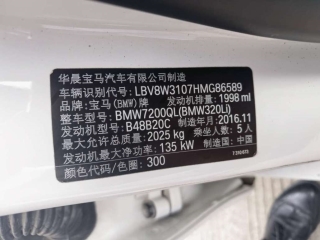 华晨宝马汽车有限公司制造
车辆识别代号: LBV8W3107HMG86589
品牌: 宝马(BMW)牌 发动机排量: 1998 ml
整车型号: BMW7200QL(BMW320Li)
发动机型号: B48B20C 制造年月: 2016.11
最大允许总质量: 2025 kg 乘坐人数: 5 人
发动机最大功率: 135 kW 制造国: 中国
颜色代码/色圈: 300